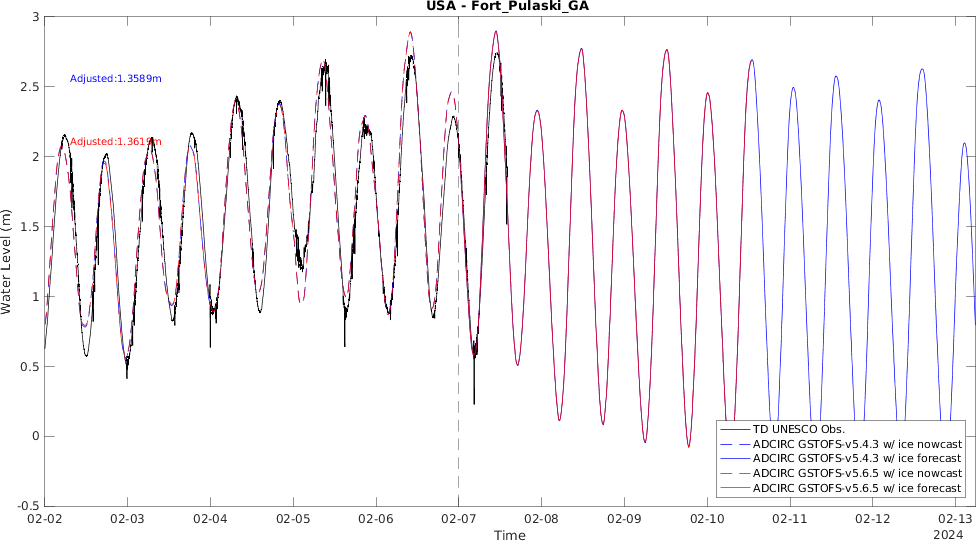 USA - Fort_Pulaski_GA
3
2.5
2
1.5
1
0.5
0
-0.5
Water Level (m)
Adjusted:1.3589m
Adjusted:1.3619m
TD UNESCO Obs.
ADCIRC GSTOFS-v5.4.3 w/ ice nowcast
ADCIRC GSTOFS-v5.4.3 w/ ice forecast
ADCIRC GSTOFS-v5.6.5 w/ ice nowcast
ADCIRC GSTOFS-v5.6.5 w/ ice forecast
02-02 02-03 02-04 02-05 02-06 02-07 02-08 02-09 02-10 02-11 02-12 02-13
Time
2024